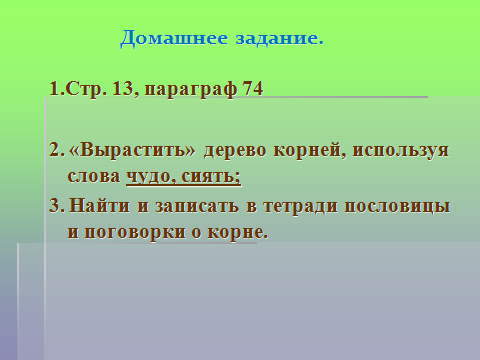 Домашнее задание.
1.Стр. 13, параграф 74
2. «Вырастить» дерево корней, используя
слова чудо, сиять;
3. Найти и записать в тетради пословицы
и поговорки о корне.